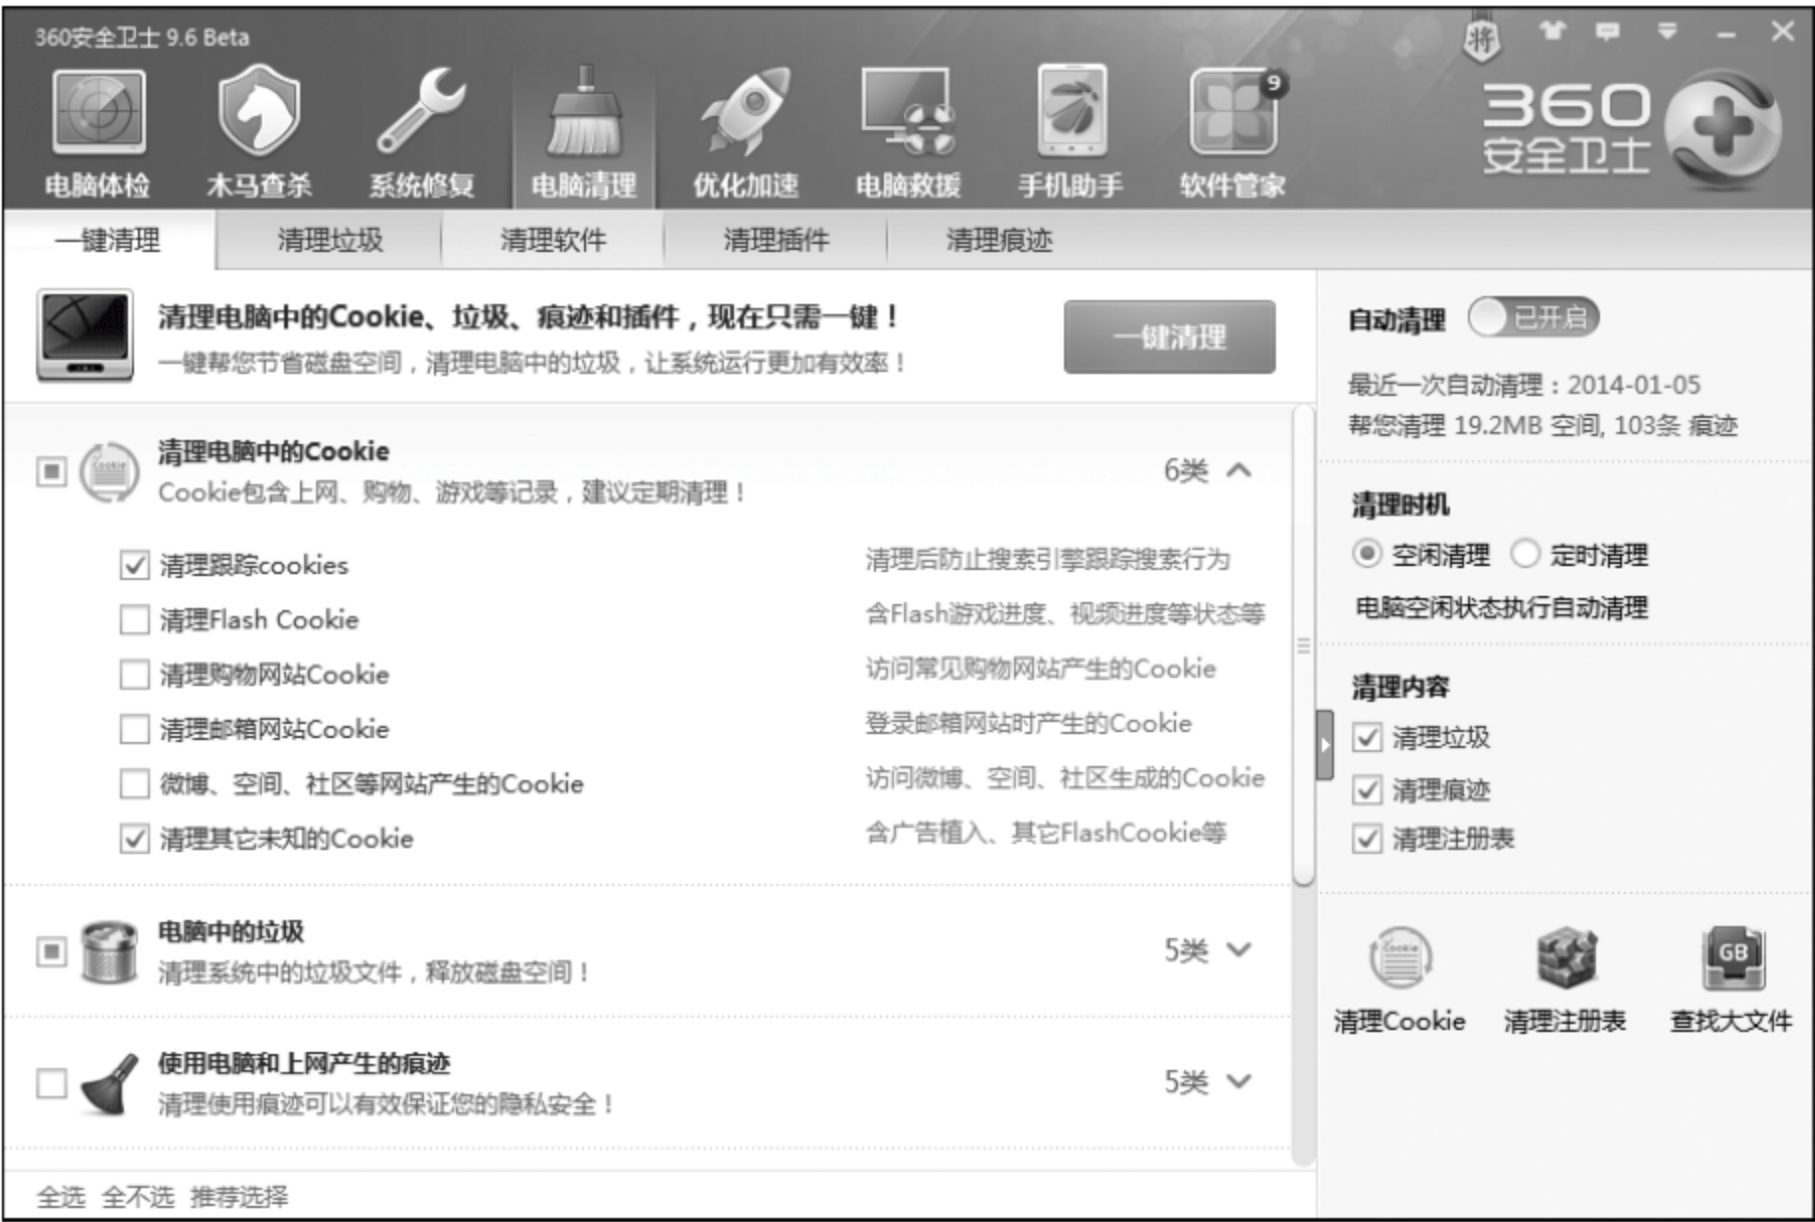 360安全卫士 9.6 Beta
将
9
360
安全卫士
电脑体检 木马查杀 系统修复 电脑清理 优化加速 电脑救援 手机助手 软件管家
一键清理 清理垃圾 清理软件 清理插件 清理痕迹
清理电脑中的Cookie、垃圾、痕迹和插件，现在只需一键！
一键帮您节省磁盘空间，清理电脑中的垃圾，让系统运行更加有效率！
一键清理
清理电脑中的Cookie
Cookie包含上网、购物、游戏等记录，建议定期清理！
6类
Cookie
清理跟踪cookies 清理后防止搜索引擎跟踪搜索行为
清理Flash Cookie 含Flash游戏进度、视频进度等状态等
清理购物网站Cookie 访问常见购物网站产生的Cookie
清理邮箱网站Cookie 登录邮箱网站时产生的Cookie
微博、空间、社区等网站产生的Cookie 访问微博、空间、社区生成的Cookie
清理其它未知的Cookie 含广告植入、其它FlashCookie等
电脑中的垃圾
清理系统中的垃圾文件，释放磁盘空间！
5类
使用电脑和上网产生的痕迹
清理使用痕迹可以有效保证您的隐私安全！
5类
全选 全不选 推荐选择
自动清理 已开启
最近一次自动清理：2014-01-05
帮您清理 19.2MB 空间, 103条 痕迹
清理时机
空闲清理 定时清理
电脑空闲状态执行自动清理
清理内容
清理垃圾
清理痕迹
清理注册表
Cookie
GB
清理Cookie 清理注册表 查找大文件